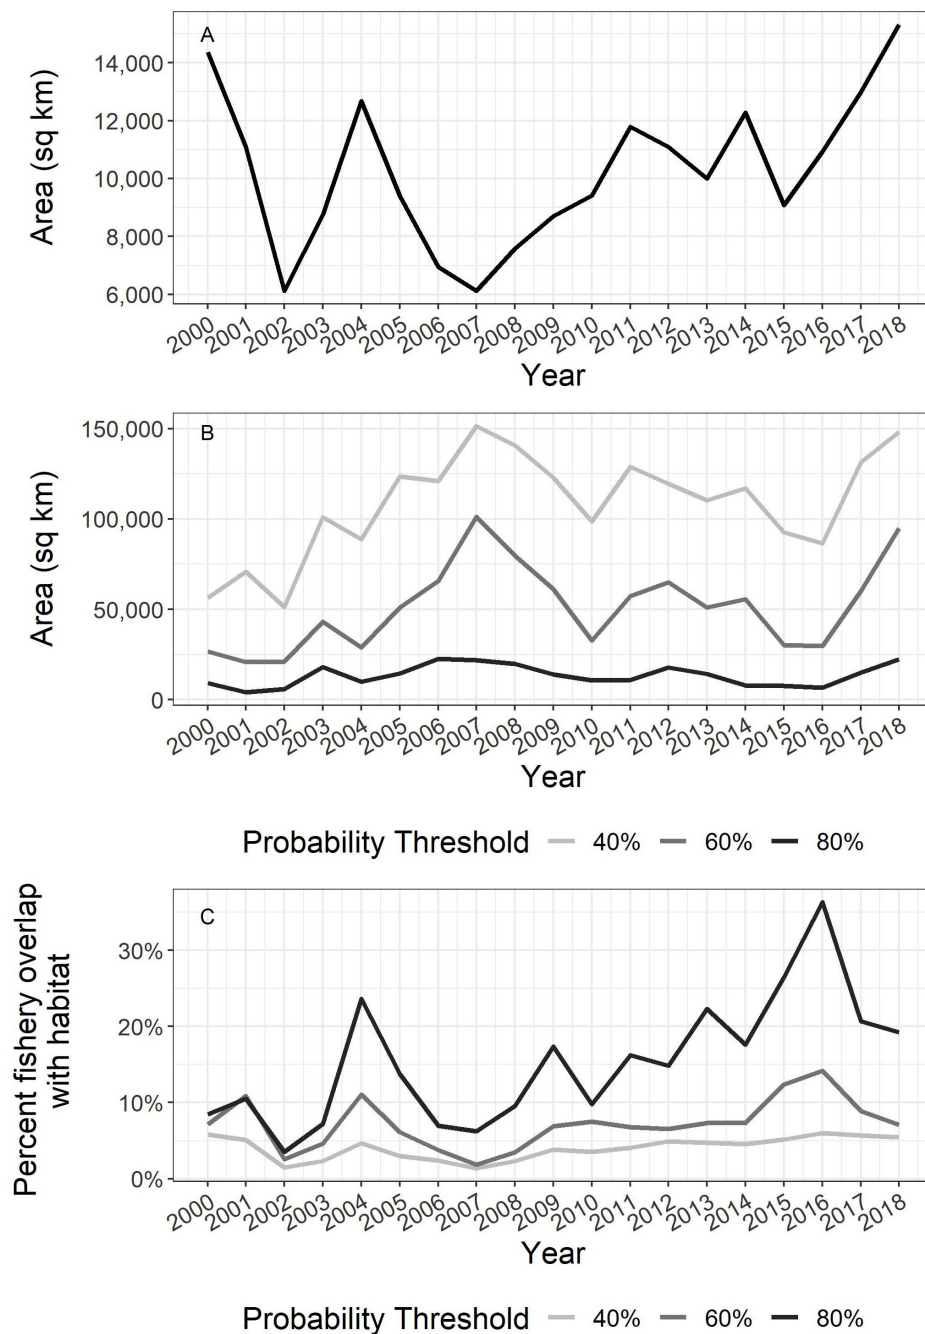 A
Area (sq km)
14,000
12,000
10,000
8,000
6,000
2000 2001 2002 2003 2004 2005 2006 2007 2008 2009 2010 2011 2012 2013 2014 2015 2016 2017 2018
Year
B
Area (sq km)
150,000
100,000
50,000
0
2000 2001 2002 2003 2004 2005 2006 2007 2008 2009 2010 2011 2012 2013 2014 2015 2016 2017 2018
Year
Probability Threshold 40% 60% 80%
C
Percent fishery overlap
with habitat
30%
20%
10%
0%
2000 2001 2002 2003 2004 2005 2006 2007 2008 2009 2010 2011 2012 2013 2014 2015 2016 2017 2018
Year
Probability Threshold 40% 60% 80%